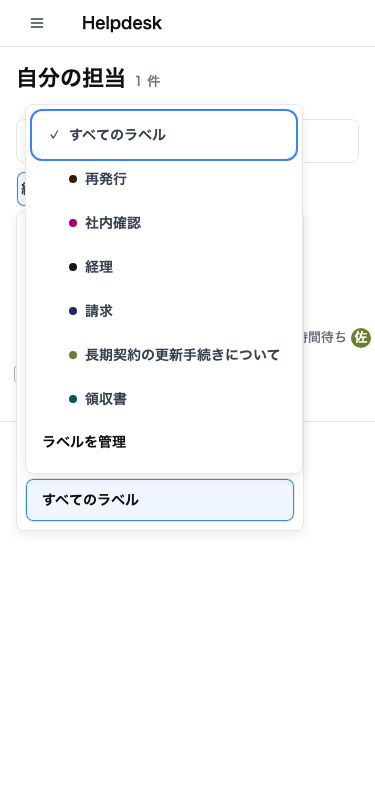 Helpdesk
自分の担当 1 件
✓ すべてのラベル
再発行
社内確認
経理
請求
間待ち 佐
長期契約の更新手続きについて
領収書
ラベルを管理
すべてのラベル